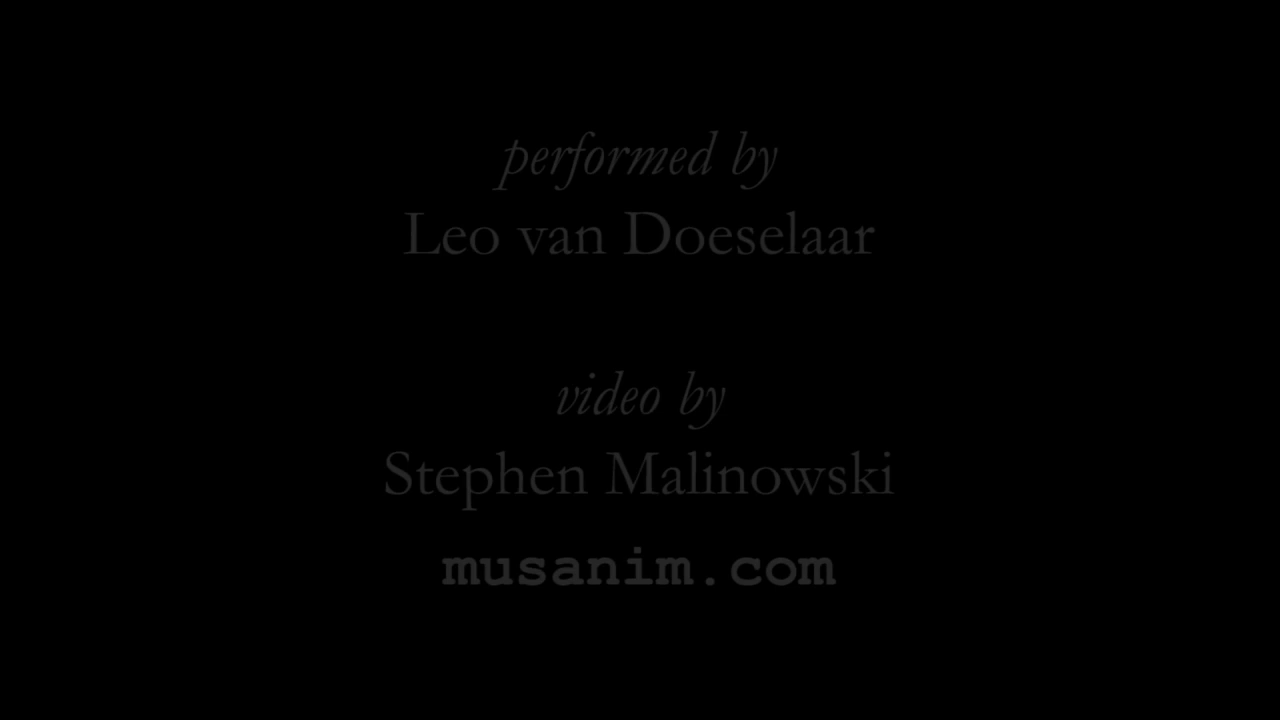 performed by
Leo van Doeselaar
video by
Stephen Malinowski
musanim.com